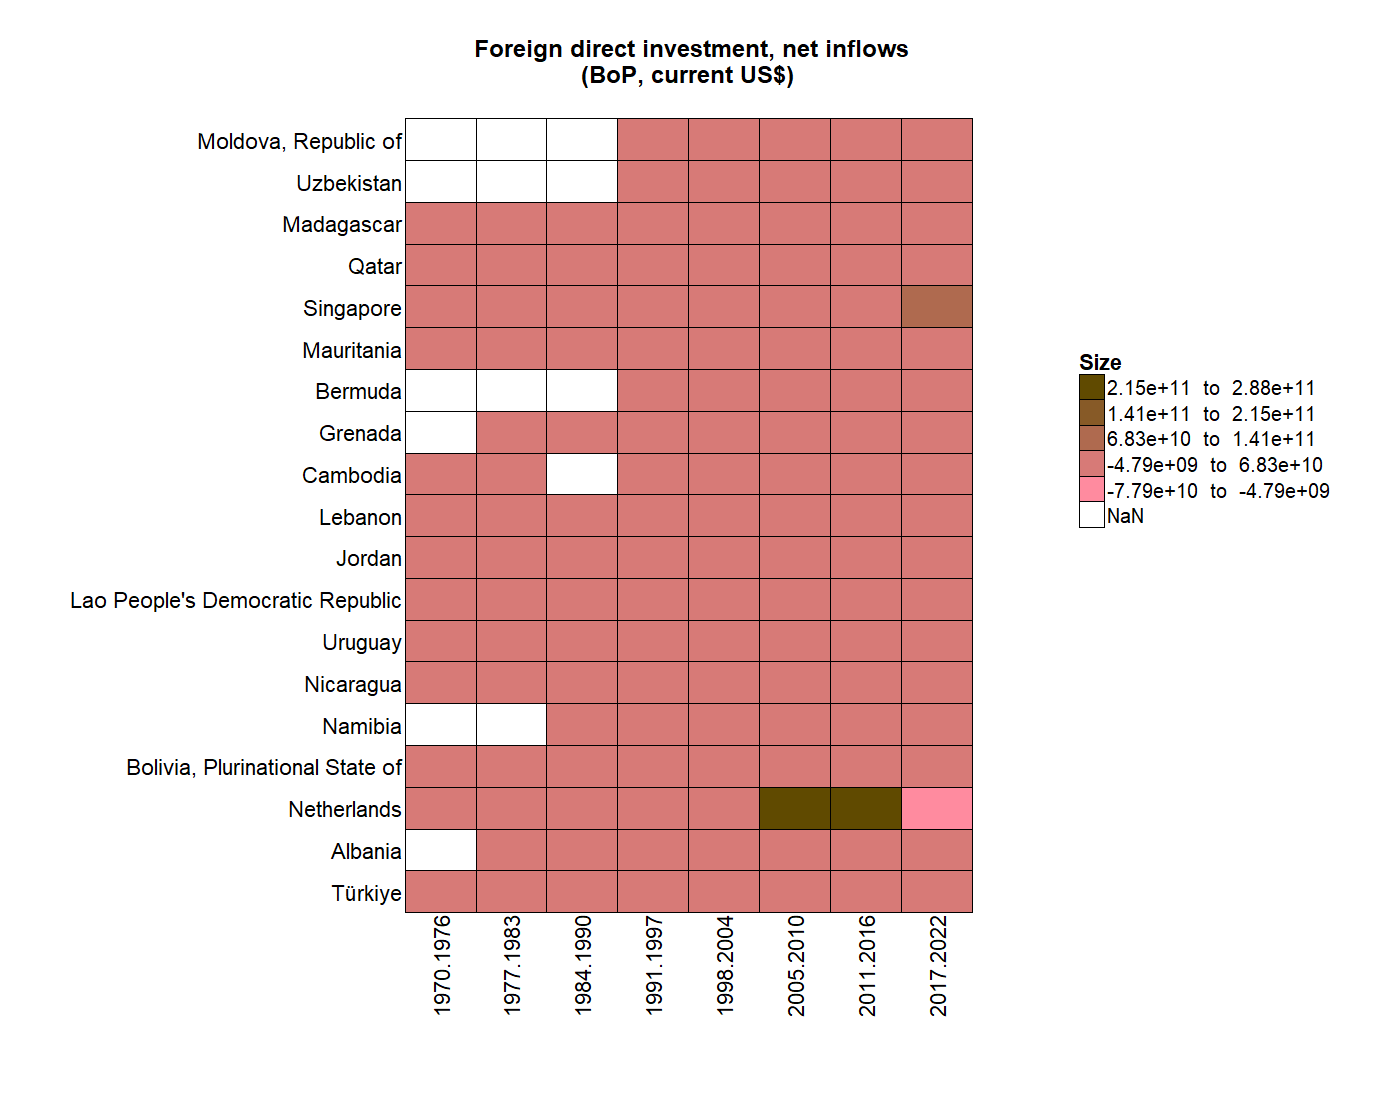 Foreign direct investment, net inflows
(BoP, current US$)
Moldova, Republic of
Uzbekistan
Madagascar
Qatar
Singapore
Mauritania
Bermuda
Grenada
Cambodia
Lebanon
Jordan
Lao People's Democratic Republic
Uruguay
Nicaragua
Namibia
Bolivia, Plurinational State of
Netherlands
Albania
Türkiye
1970.1976
1977.1983
1984.1990
1991.1997
1998.2004
2005.2010
2011.2016
2017.2022
Size
2.15e+11 to 2.88e+11
1.41e+11 to 2.15e+11
6.83e+10 to 1.41e+11
-4.79e+09 to 6.83e+10
-7.79e+10 to -4.79e+09
NaN